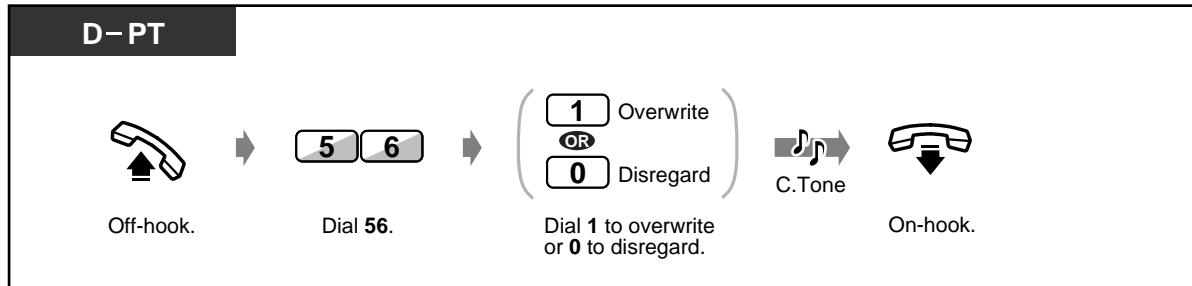 D–PT
5 6
1 Overwrite
OR
0 Disregard
C.Tone
Off-hook.
Dial 56.
Dial 1 to overwrite
or 0 to disregard.
On-hook.